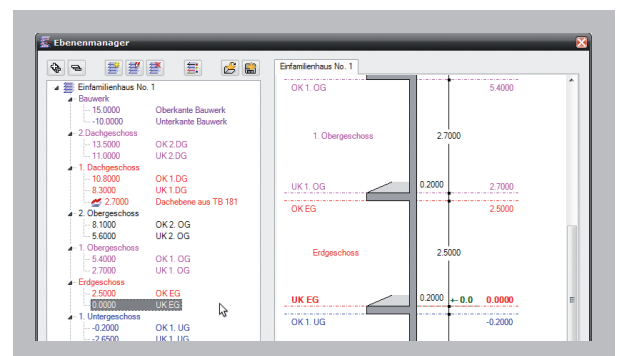 Ebenenmanager
Einfamilienhaus No. 1
Bauwerk
15.0000 Oberkante Bauwerk
-10.0000 Unterkante Bauwerk
2.Dachgeschoss
13.5000 OK 2.DG
11.0000 UK 2.DG
1. Dachgeschoss
10.8000 OK 1.DG
8.3000 UK 1.DG
2.7000 Dachebene aus TB 181
2. Obergeschoss
8.1000 OK 2. OG
5.6000 UK 2. OG
1. Obergeschoss
5.4000 OK 1. OG
2.7000 UK 1. OG
Erdgeschoss
2.5000 OK EG
0.0000 UK EG
1. Untergeschoss
-0.2000 OK 1. UG
-2.6500 UK 1. UG
Einfamilienhaus No. 1
OK 1. OG 5.4000
1. Obergeschoss 2.7000
UK 1. OG 0.2000 2.7000
OK EG 2.5000
Erdgeschoss 2.5000
UK EG 0.2000 +-0.0 0.0000
OK 1. UG -0.2000